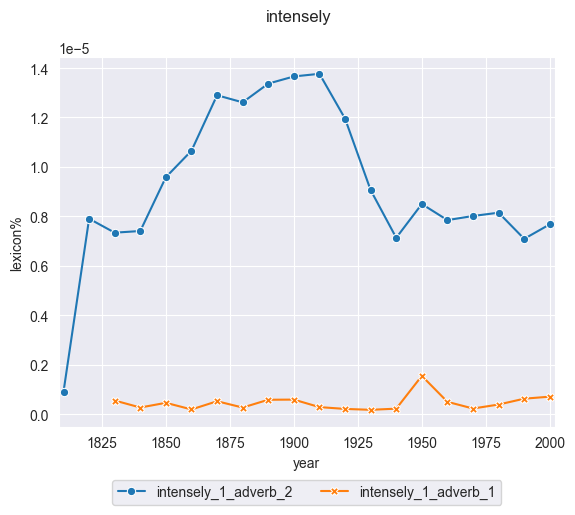 intensely
1e−5
1.4
1.2
1.0
0.8
0.6
0.4
0.2
0.0
lexicon%
1825 1850 1875 1900 1925 1950 1975 2000
year
intensely_1_adverb_2 intensely_1_adverb_1